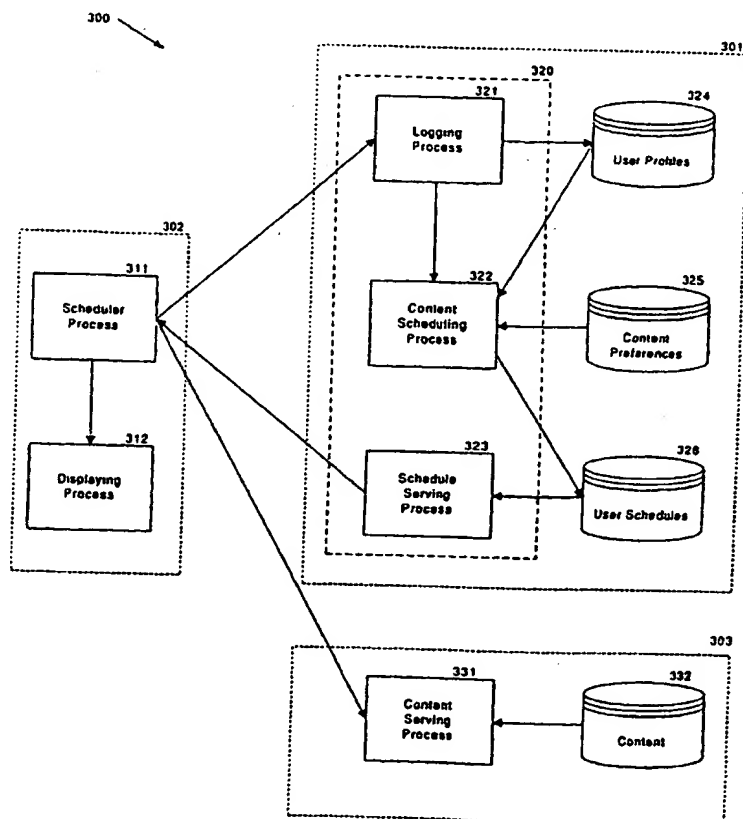 300
301
320
321
Logging
Process
324
User Profiles
302
311
Scheduler
Process
322
Content
Scheduling
Process
325
Content
Preferences
312
Displaying
Process
323
Schedule
Serving
Process
326
User Schedules
303
331
Content
Serving
Process
332
Content